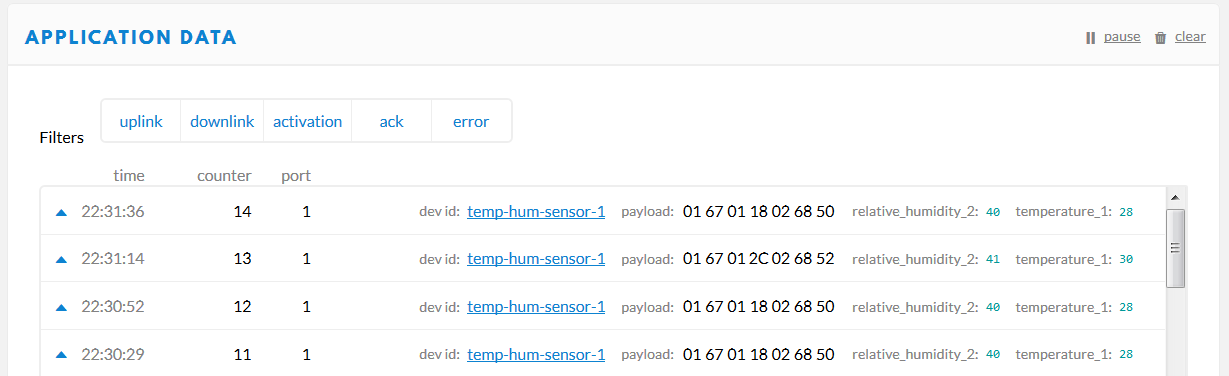 APPLICATION DATA pause clear
Filters uplink downlink activation ack error
time counter port
22:31:36 14 1 dev id: temp-hum-sensor-1 payload: 01 67 01 18 02 68 50 relative_humidity_2: 40 temperature_1: 28
22:31:14 13 1 dev id: temp-hum-sensor-1 payload: 01 67 01 2C 02 68 52 relative_humidity_2: 41 temperature_1: 30
22:30:52 12 1 dev id: temp-hum-sensor-1 payload: 01 67 01 18 02 68 50 relative_humidity_2: 40 temperature_1: 28
22:30:29 11 1 dev id: temp-hum-sensor-1 payload: 01 67 01 18 02 68 50 relative_humidity_2: 40 temperature_1: 28